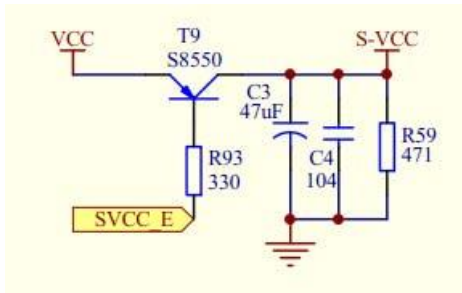 VCC
T9
S8550
S-VCC
C3
47uF
R59
471
R93
330
C4
104
SVCC_E